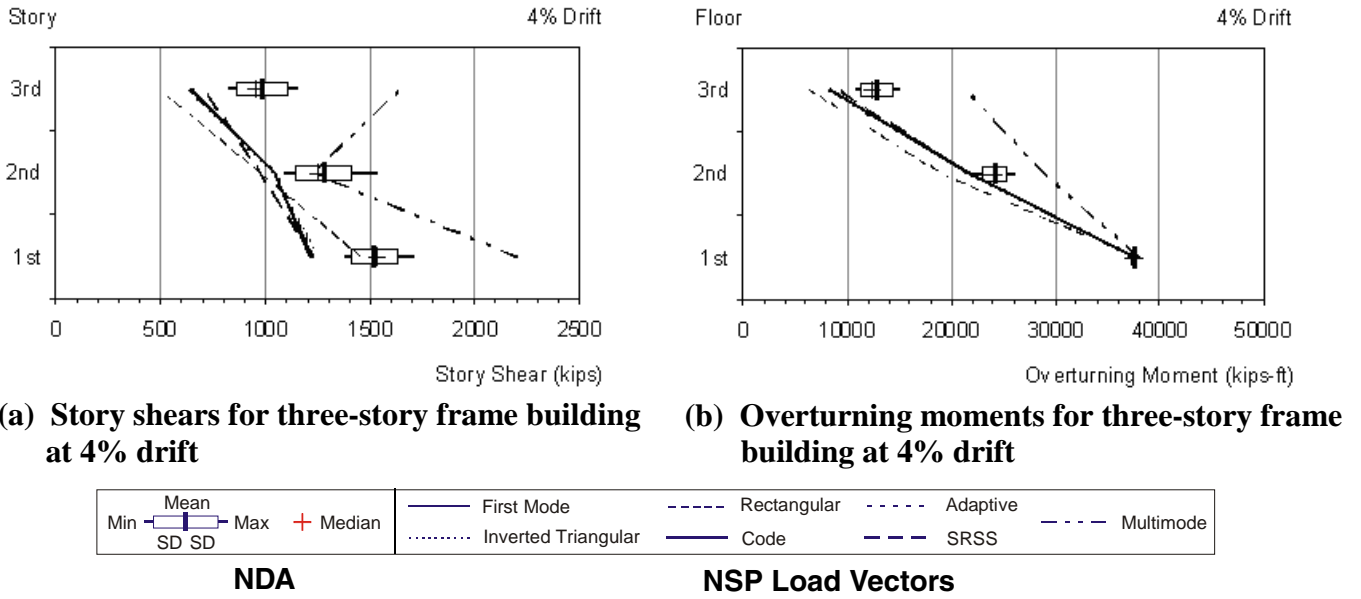 Story 4% Drift
3rd
2nd
1st
0 500 1000 1500 2000 2500
Story Shear (kips)
Floor 4% Drift
3rd
2nd
1st
0 10000 20000 30000 40000 50000
Overturning Moment (kips-ft)
(a) Story shears for three-story frame building
at 4% drift
(b) Overturning moments for three-story frame
building at 4% drift
Mean
Min Max Median
SD SD
First Mode Rectangular Adaptive Multimode
Inverted Triangular Code SRSS
NDA NSP Load Vectors